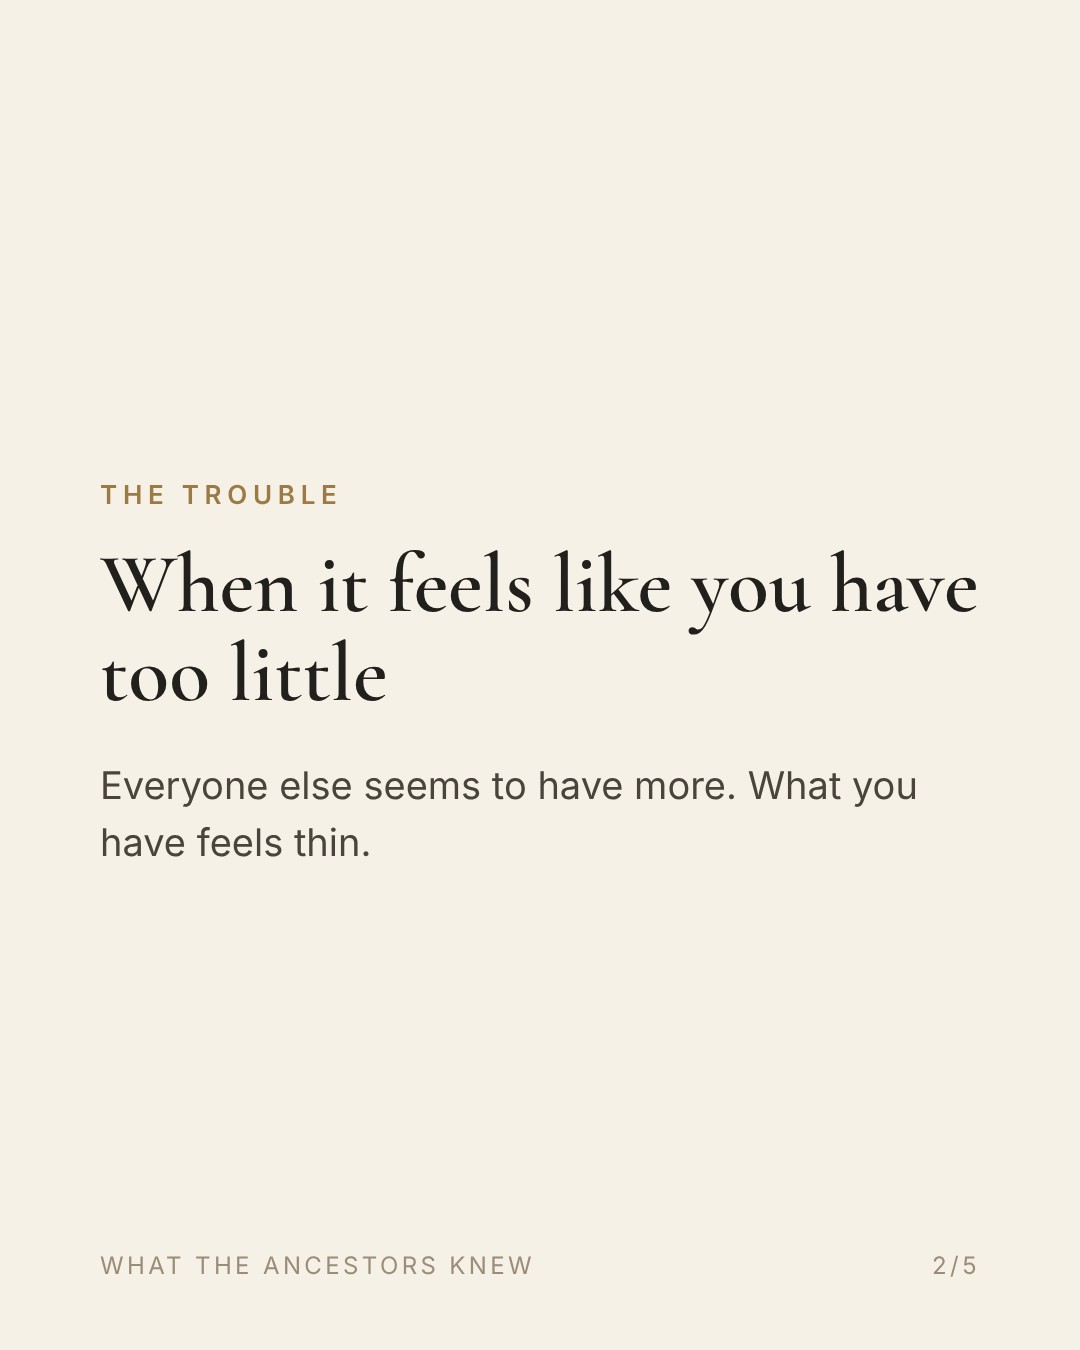 THE TROUBLE
When it feels like you have
too little
Everyone else seems to have more. What you
have feels thin.
WHAT THE ANCESTORS KNEW
2/5